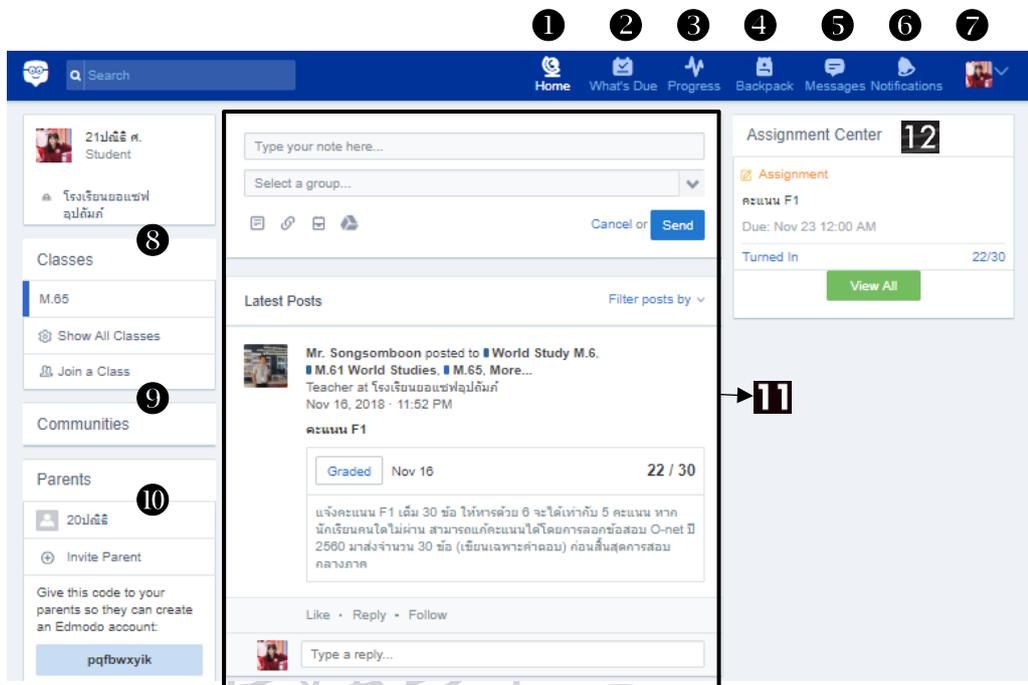 1 2 3 4 5 6 7
Search
Home What's Due Progress Backpack Messages Notifications
21ปณิธิ ศ.
Student
โรงเรียนยอแซฟ
อุปถัมภ์
8
Classes
M.65
Show All Classes
Join a Class
9
Communities
Parents
10
20ปณิธิ
Invite Parent
Give this code to your
parents so they can create
an Edmodo account:
pqfbwxyik
Type your note here...
Select a group...
Cancel or Send
Latest Posts
Filter posts by
Mr. Songsomboon posted to World Study M.6,
M.61 World Studies, M.65, More...
Teacher at โรงเรียนยอแซฟอุปถัมภ์
Nov 16, 2018 · 11:52 PM
คะแนน F1
Graded Nov 16 22 / 30
แจ้งคะแนน F1 เต็ม 30 ข้อ ให้หารด้วย 6 จะได้เท่ากับ 5 คะแนน หาก
นักเรียนคนใดไม่ผ่าน สามารถแก้คะแนนได้โดยการลอกข้อสอบ O-net ปี
2560 มาส่งจำนวน 30 ข้อ (เขียนเฉพาะคำตอบ) ก่อนสิ้นสุดการสอบ
กลางภาค
Like · Reply · Follow
Type a reply...
11
Assignment Center 12
Assignment
คะแนน F1
Due: Nov 23 12:00 AM
Turned In 22/30
View All